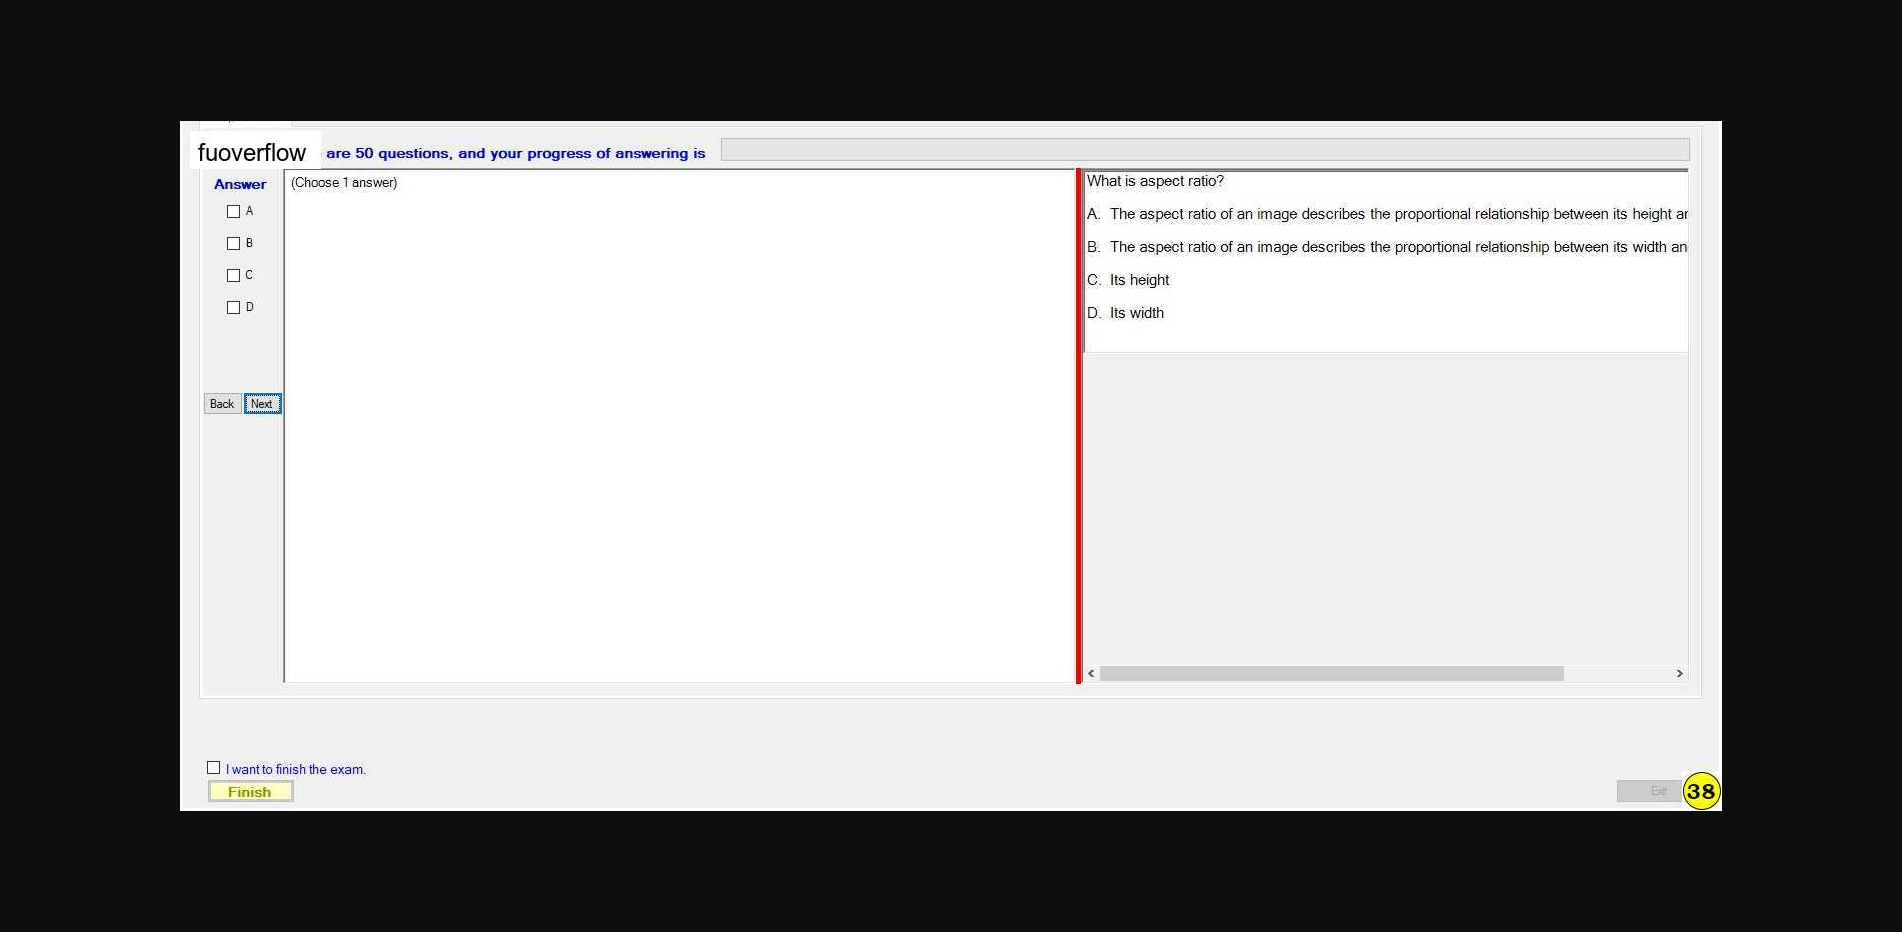 fuoverflow are 50 questions, and your progress of answering is
Answer
A
B
C
D
Back Next
(Choose 1 answer)
What is aspect ratio?
A. The aspect ratio of an image describes the proportional relationship between its height ar
B. The aspect ratio of an image describes the proportional relationship between its width an
C. Its height
D. Its width
I want to finish the exam.
Finish
Exit
38